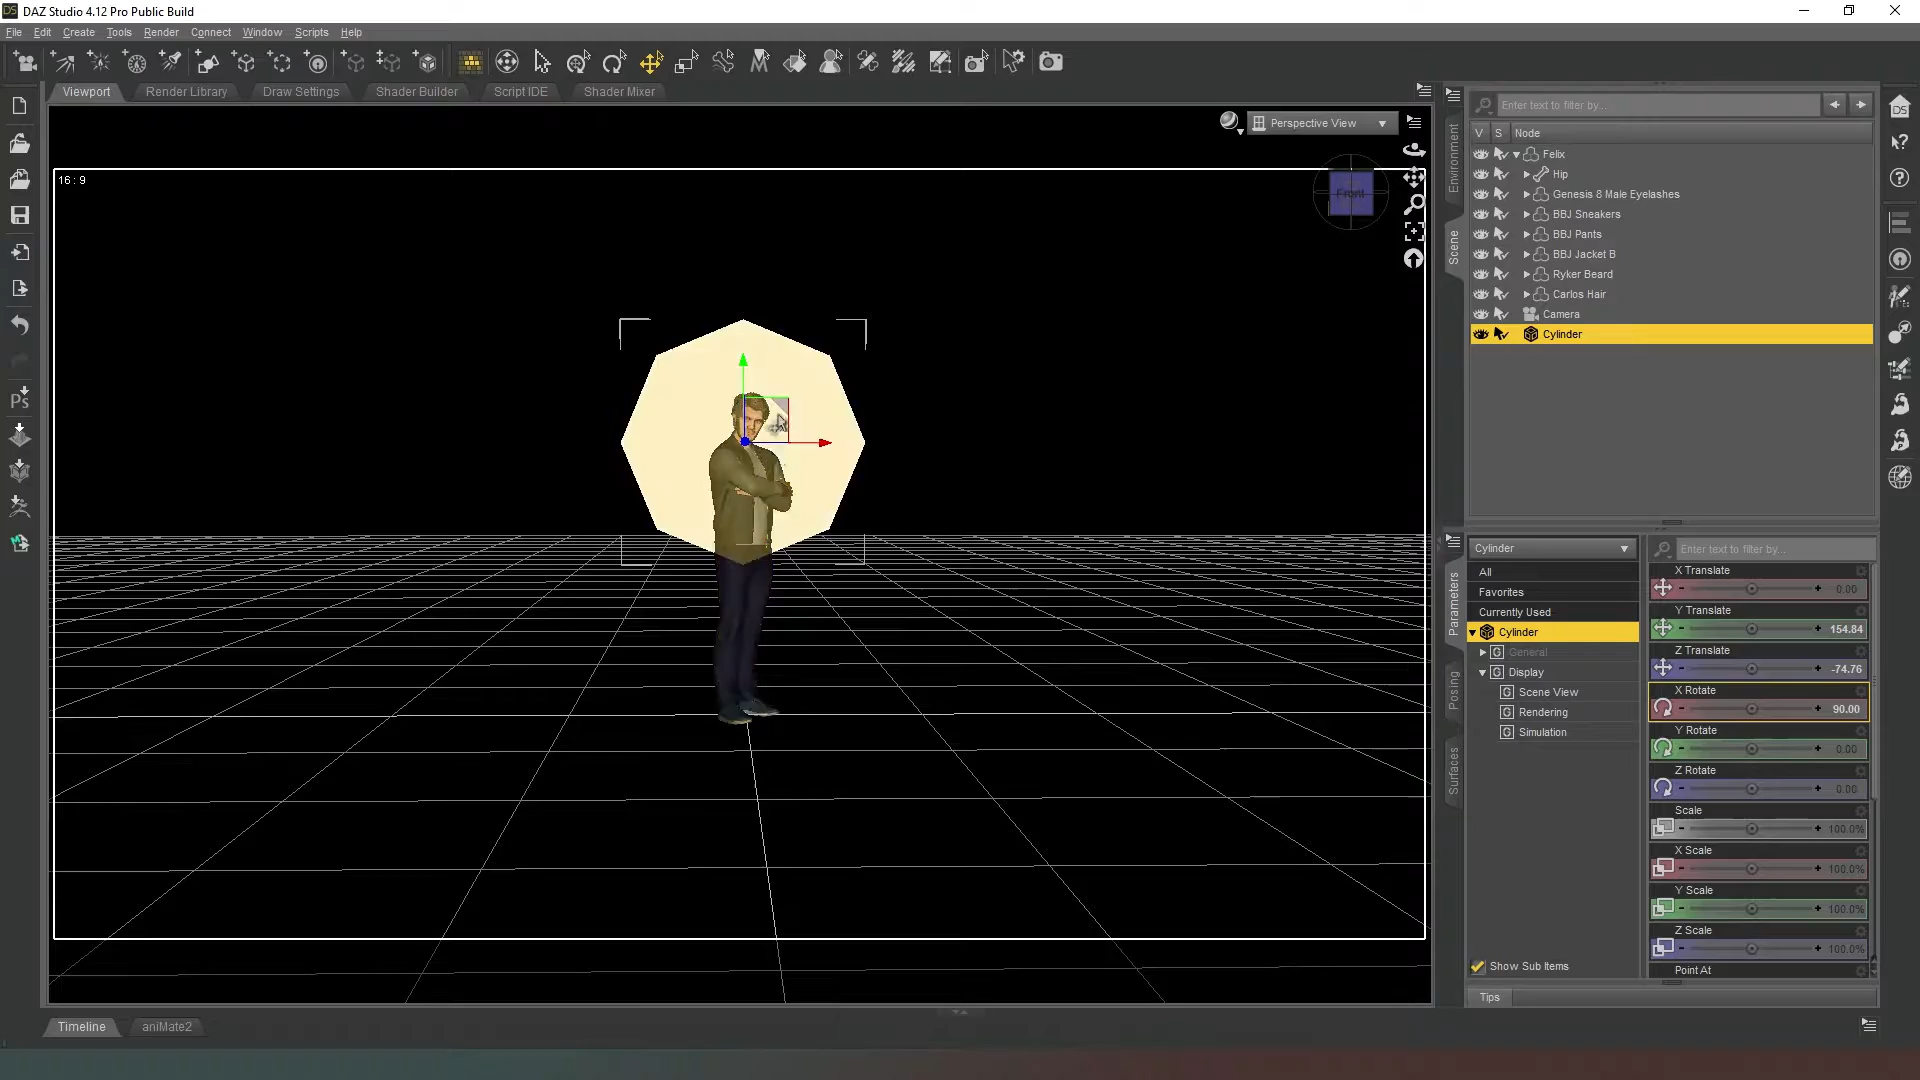 DAZ Studio 4.12 Pro Public Build
File Edit Create Tools Render Connect Window Scripts Help
Viewport Render Library Draw Settings Shader Builder Script IDE Shader Mixer
Perspective View
16 : 9
Front
Environment
Scene
Enter text to filter by...
V S Node
Felix
Hip
Genesis 8 Male Eyelashes
BBJ Sneakers
BBJ Pants
BBJ Jacket B
Ryker Beard
Carlos Hair
Camera
Cylinder
Parameters
Posing
Surfaces
Cylinder
All
Favorites
Currently Used
Cylinder
G General
G Display
G Scene View
G Rendering
G Simulation
Show Sub Items
Enter text to filter by...
X Translate
- + 0.00
Y Translate
- + 154.84
Z Translate
- + -74.76
X Rotate
- + 90.00
Y Rotate
- + 0.00
Z Rotate
- + 0.00
Scale
- + 100.0%
X Scale
- + 100.0%
Y Scale
- + 100.0%
Z Scale
- + 100.0%
Point At
Tips
Timeline aniMate2
Ps
DS
DS